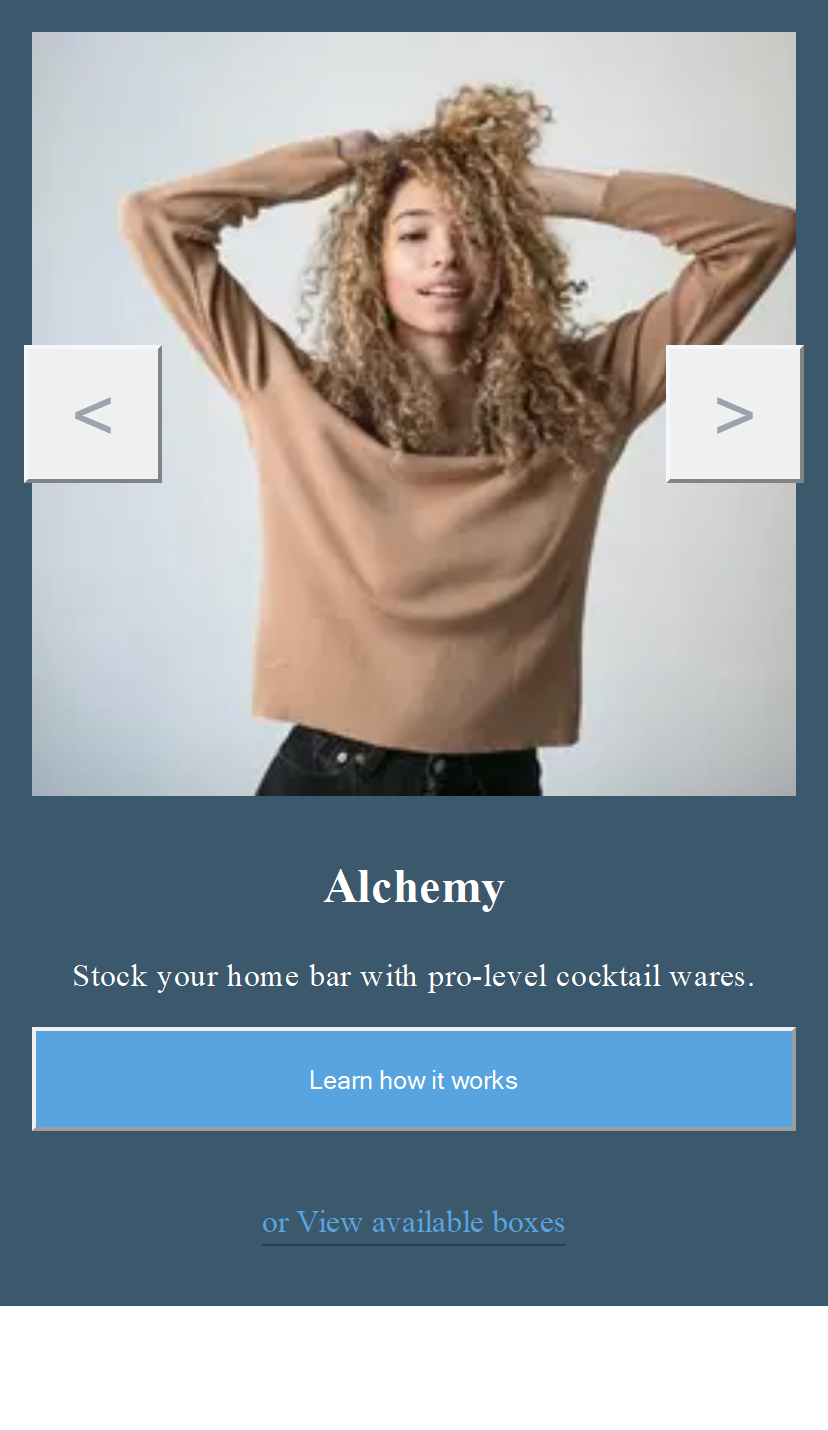 <
>
Alchemy
Stock your home bar with pro-level cocktail wares.
Learn how it works
or View available boxes